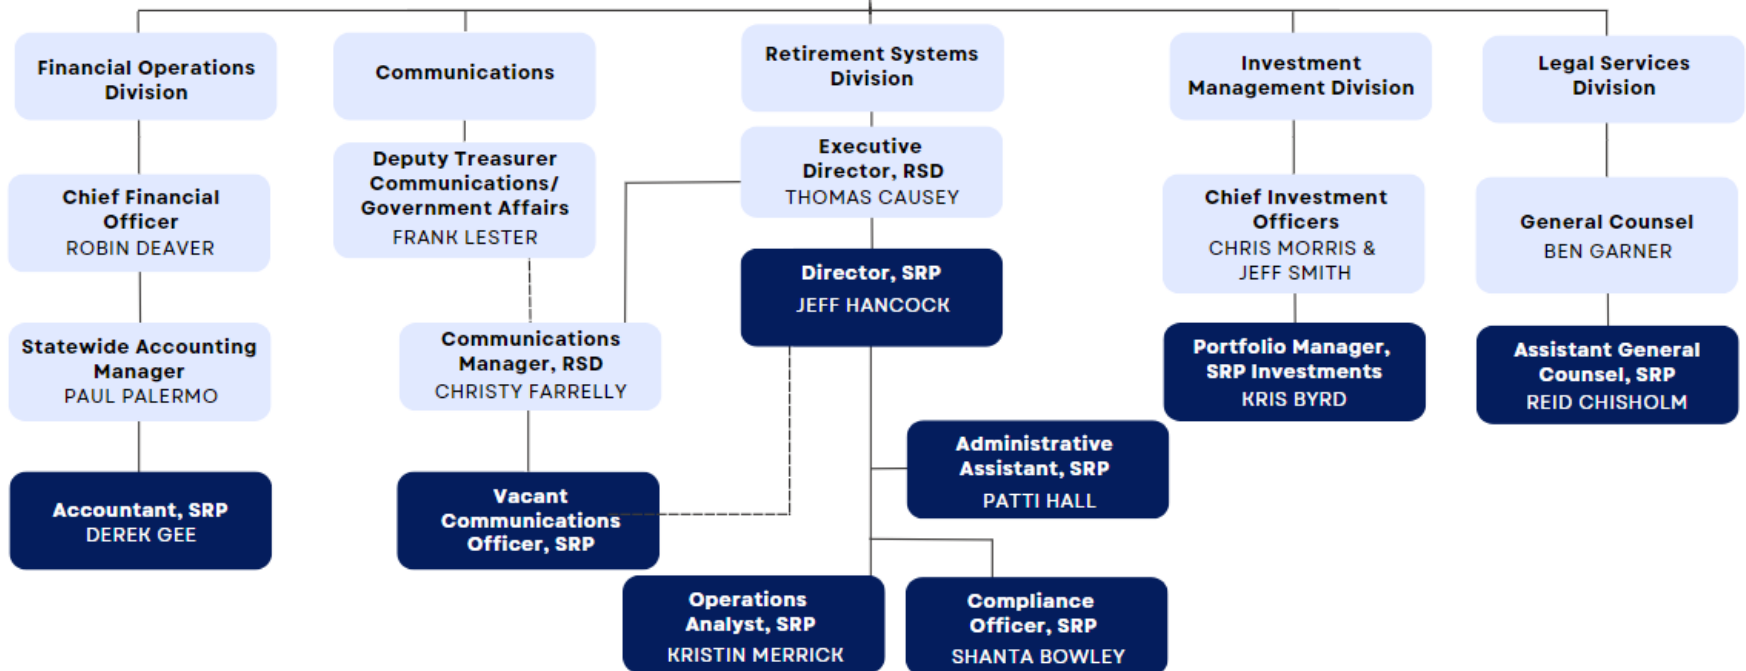 Financial Operations
Division
Communications
Retirement Systems
Division
Investment
Management Division
Legal Services
Division
Chief Financial
Officer
ROBIN DEAVER
Deputy Treasurer
Communications/
Government Affairs
FRANK LESTER
Executive
Director, RSD
THOMAS CAUSEY
Chief Investment
Officers
CHRIS MORRIS &
JEFF SMITH
General Counsel
BEN GARNER
Director, SRP
JEFF HANCOCK
Statewide Accounting
Manager
PAUL PALERMO
Communications
Manager, RSD
CHRISTY FARRELLY
Portfolio Manager,
SRP Investments
KRIS BYRD
Assistant General
Counsel, SRP
REID CHISHOLM
Accountant, SRP
DEREK GEE
Vacant
Communications
Officer, SRP
Administrative
Assistant, SRP
PATTI HALL
Operations
Analyst, SRP
KRISTIN MERRICK
Compliance
Officer, SRP
SHANTA BOWLEY